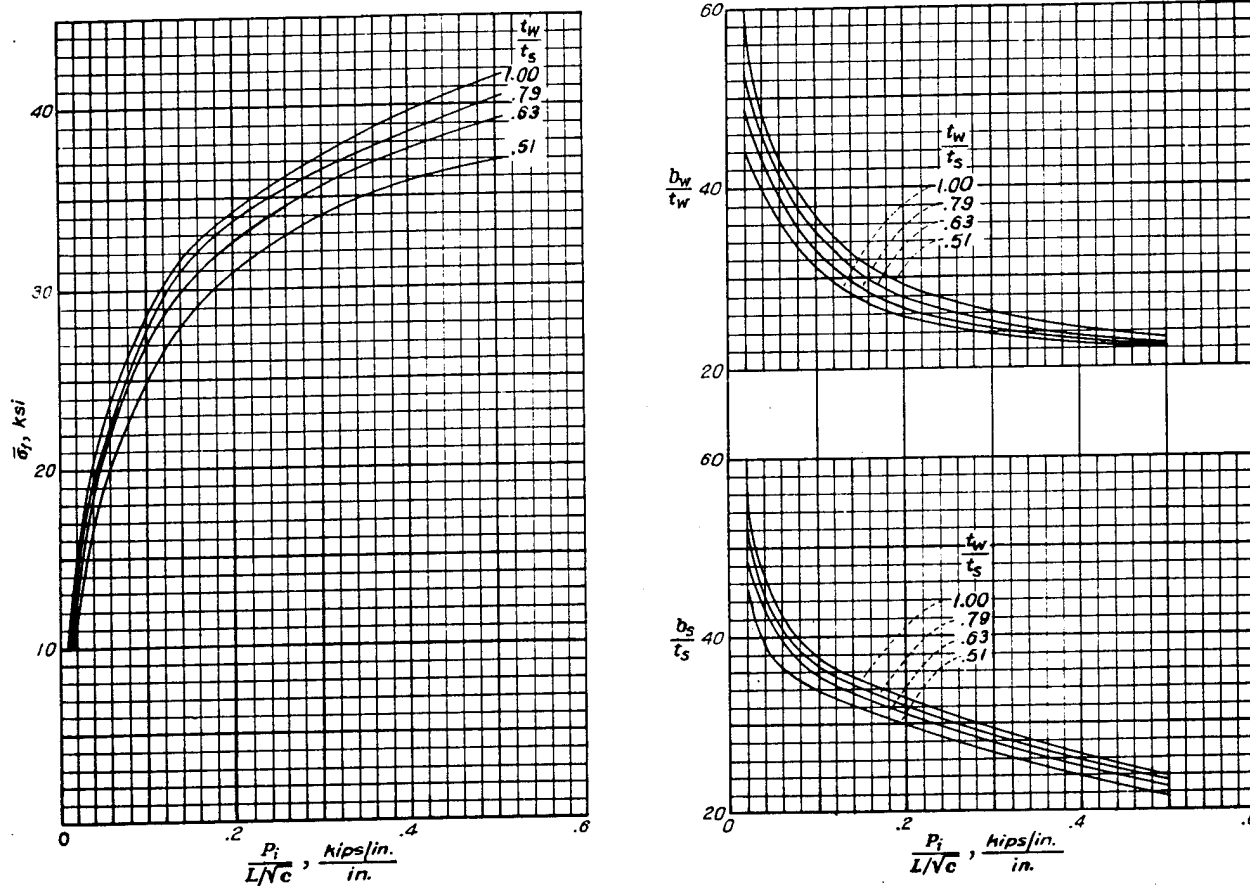 t_w
t_s
1.00
.79
.63
.51
40
30
20
10
σ̄_f, ksi
0
.2
.4
.6
P_i
L/√c
,
kips/in.
in.
60
40
20
b_w
t_w
t_w
t_s
1.00
.79
.63
.51
60
40
20
b_s
t_s
t_w
t_s
1.00
.79
.63
.51
0
.2
.4
.6
P_i
L/√c
,
kips/in.
in.